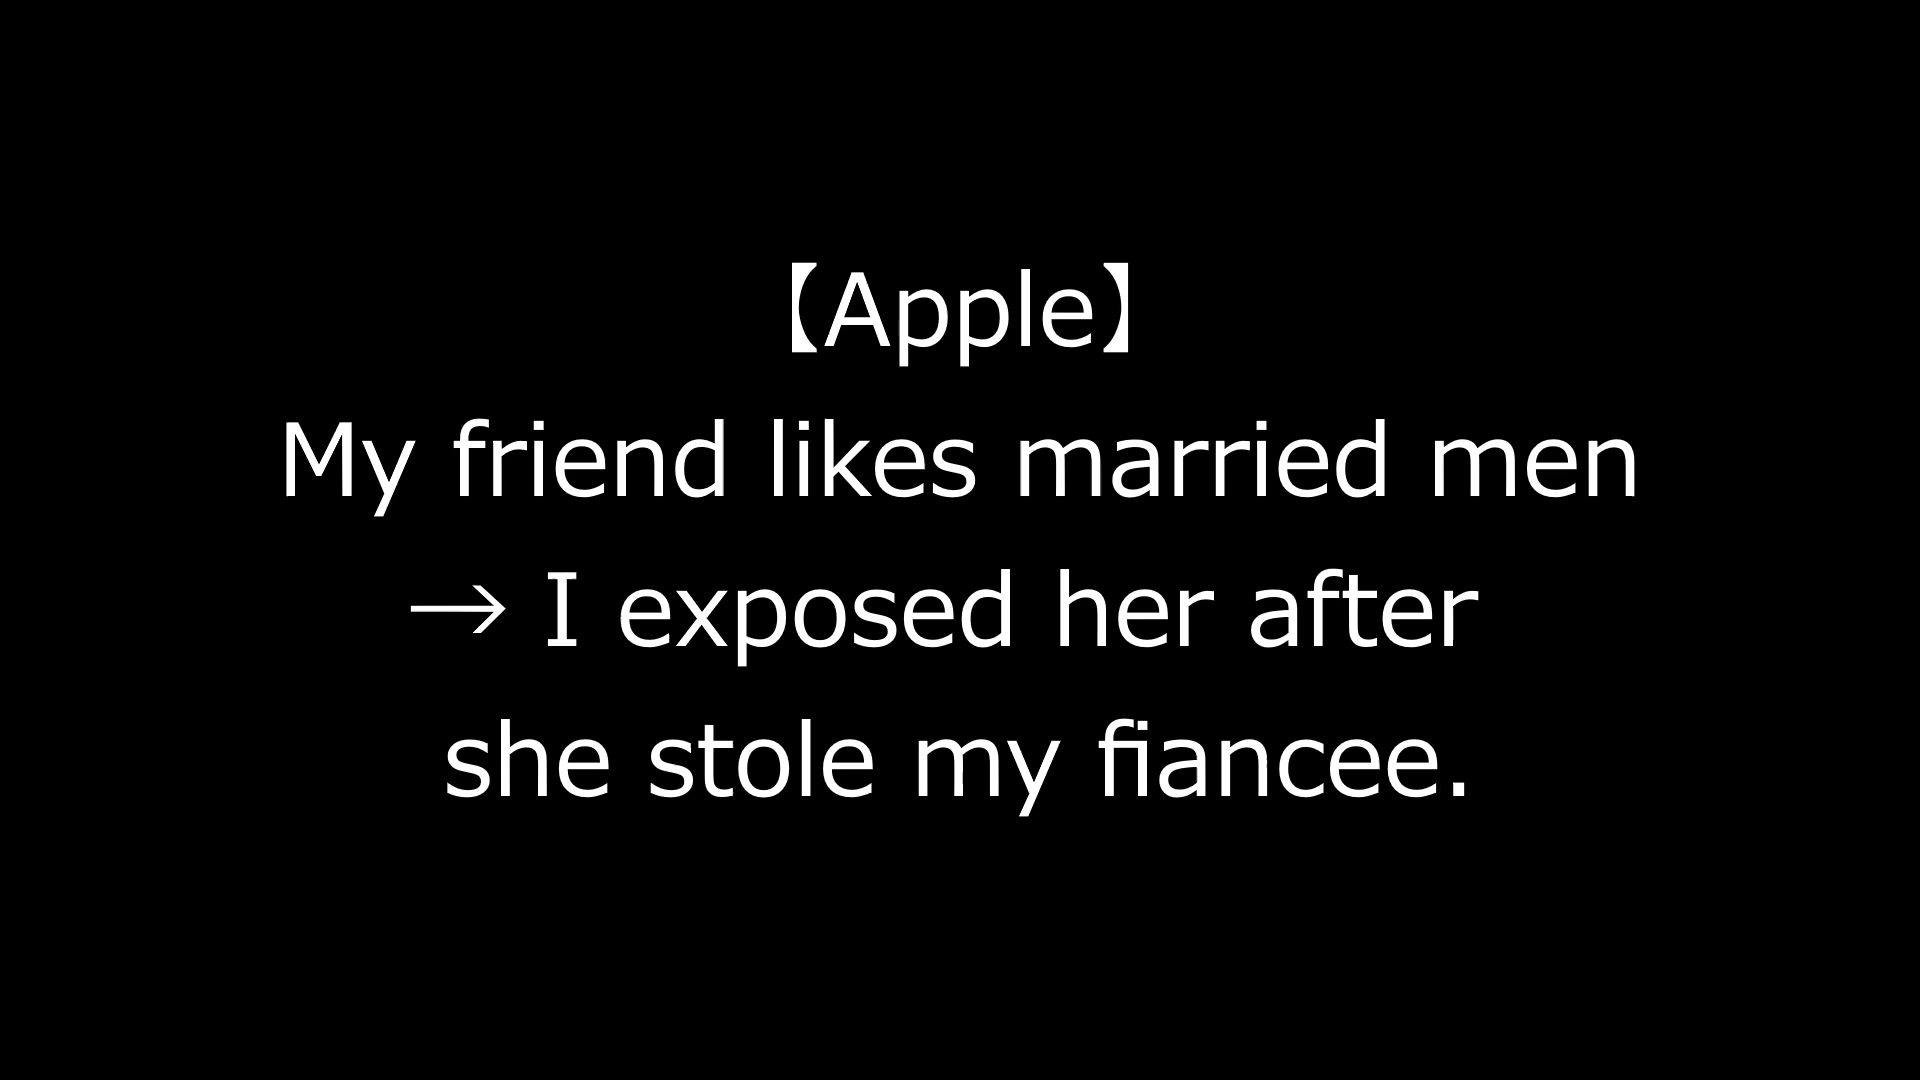 【Apple】
My friend likes married men
→ I exposed her after
she stole my fiancee.